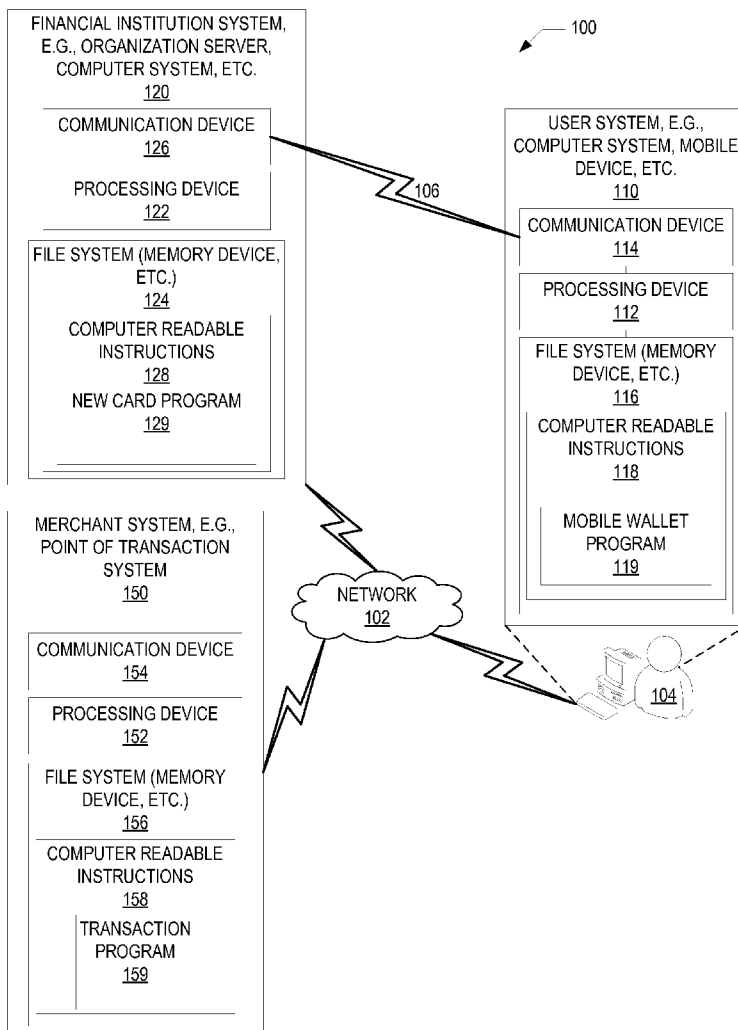 FINANCIAL INSTITUTION SYSTEM,
E.G., ORGANIZATION SERVER,
COMPUTER SYSTEM, ETC.
120
COMMUNICATION DEVICE
126
PROCESSING DEVICE
122
FILE SYSTEM (MEMORY DEVICE,
ETC.)
124
COMPUTER READABLE
INSTRUCTIONS
128
NEW CARD PROGRAM
129
100
106
USER SYSTEM, E.G.,
COMPUTER SYSTEM, MOBILE
DEVICE, ETC.
110
COMMUNICATION DEVICE
114
PROCESSING DEVICE
112
FILE SYSTEM (MEMORY
DEVICE, ETC.)
116
COMPUTER READABLE
INSTRUCTIONS
118
MOBILE WALLET
PROGRAM
119
MERCHANT SYSTEM, E.G.,
POINT OF TRANSACTION
SYSTEM
150
COMMUNICATION DEVICE
154
PROCESSING DEVICE
152
FILE SYSTEM (MEMORY
DEVICE, ETC.)
156
COMPUTER READABLE
INSTRUCTIONS
158
TRANSACTION
PROGRAM
159
NETWORK
102
104